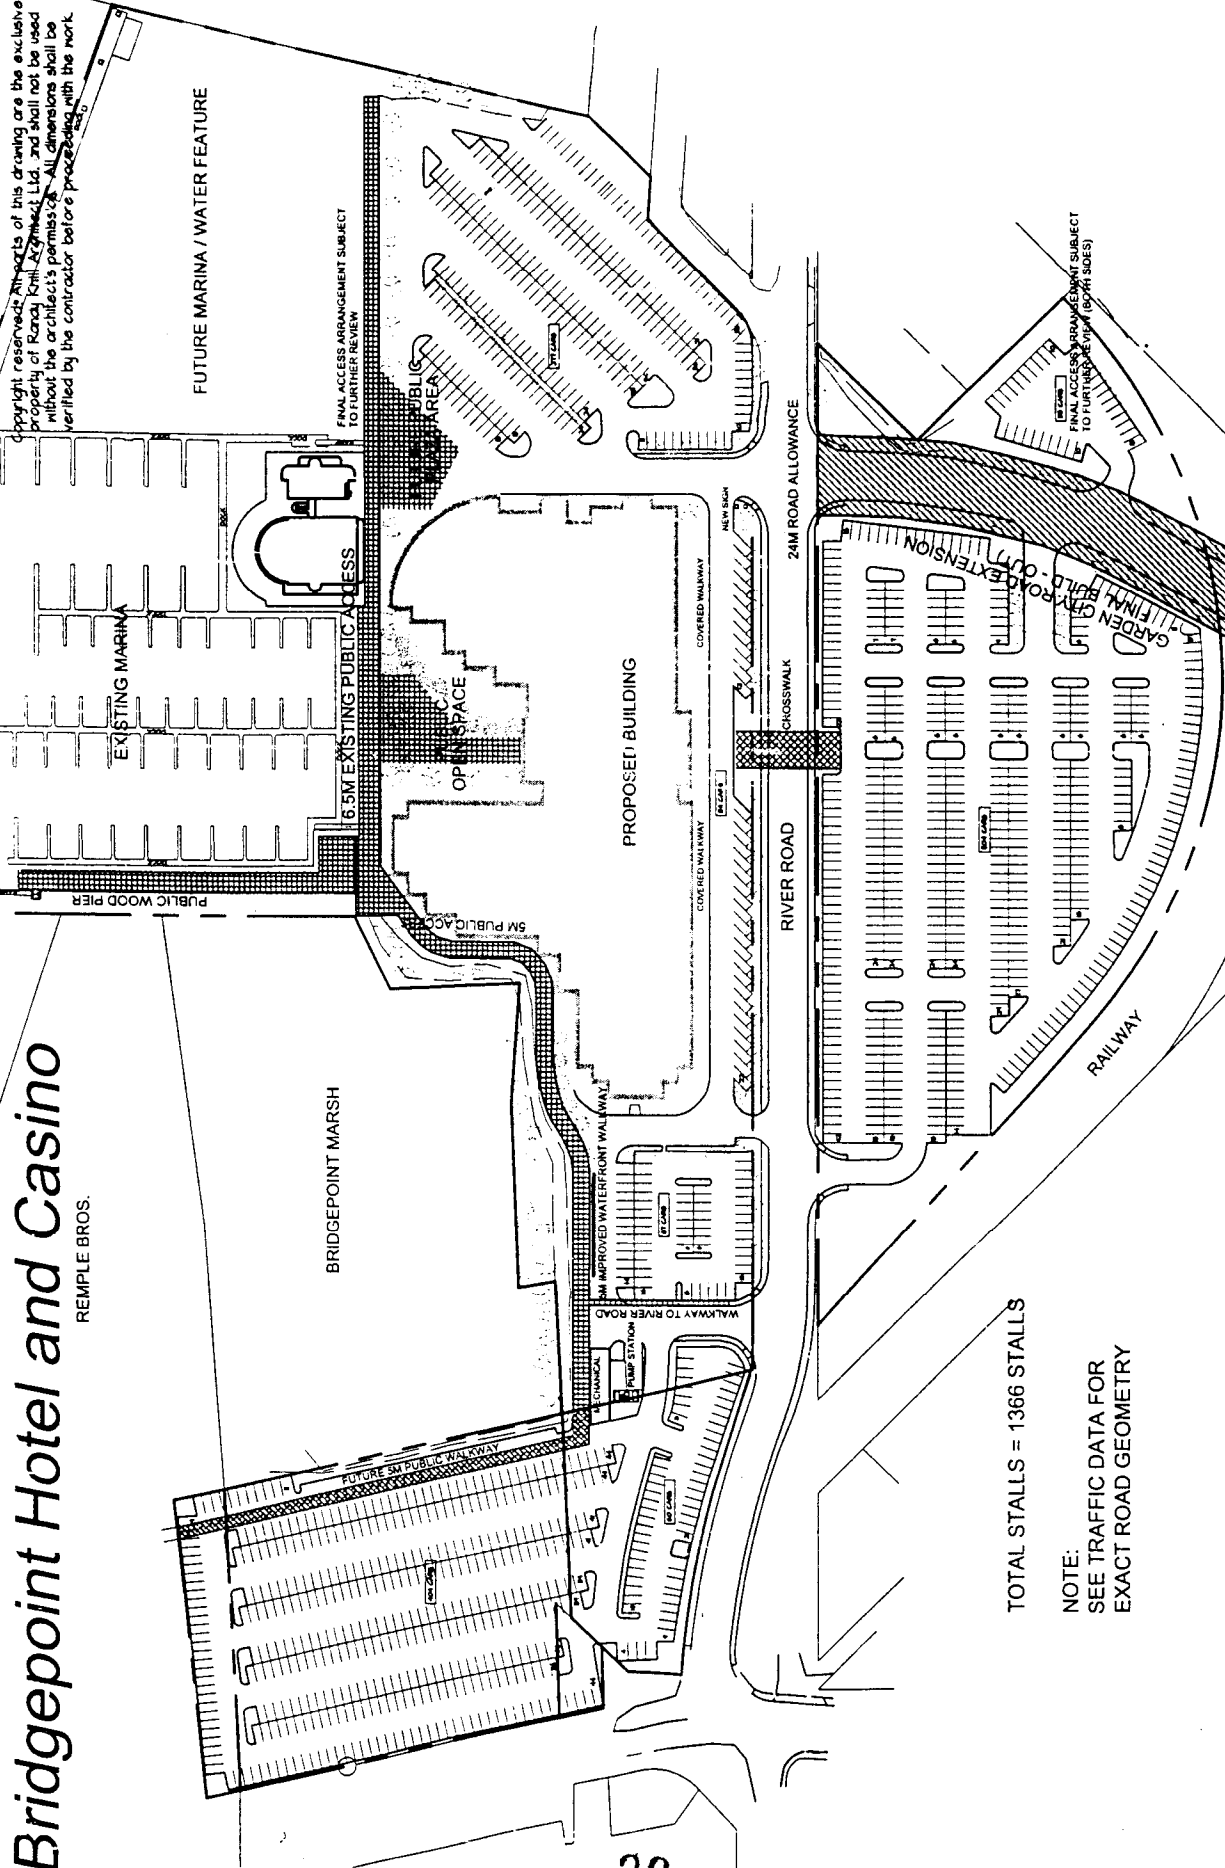 Bridgepoint Hotel and Casino
Copyright reserved. All parts of this drawing are the exclusive
property of Randy Knill Architect Ltd. and shall not be used
without the architect's permission. All dimensions shall be
verified by the contractor before proceeding with the work.
REMPLE BROS.
FUTURE MARINA / WATER FEATURE
EXISTING MARINA
PUBLIC WOOD PIER
BRIDGEPOINT MARSH
FINAL ACCESS ARRANGEMENT SUBJECT
TO FURTHER REVIEW
6.5M EXISTING PUBLIC ACCESS
PUBLIC
PLAZA AREA
PUBLIC
OPEN SPACE
5M PUBLIC ACC
PROPOSED BUILDING
COVERED WALKWAY
COVERED WALKWAY
NEW SIGN
FUTURE 5M PUBLIC WALKWAY
MECHANICAL
PUMP STATION
5M IMPROVED WATERFRONT WALKWAY
WALKWAY TO RIVER ROAD
CROSSWALK
RIVER ROAD
24M ROAD ALLOWANCE
GARDEN CITY ROAD EXTENSION
(FINAL BUILD - OUT)
FINAL ACCESS ARRANGEMENT SUBJECT
TO FURTHER REVIEW (BOTH SIDES)
RAILWAY
TOTAL STALLS = 1366 STALLS
NOTE:
SEE TRAFFIC DATA FOR
EXACT ROAD GEOMETRY